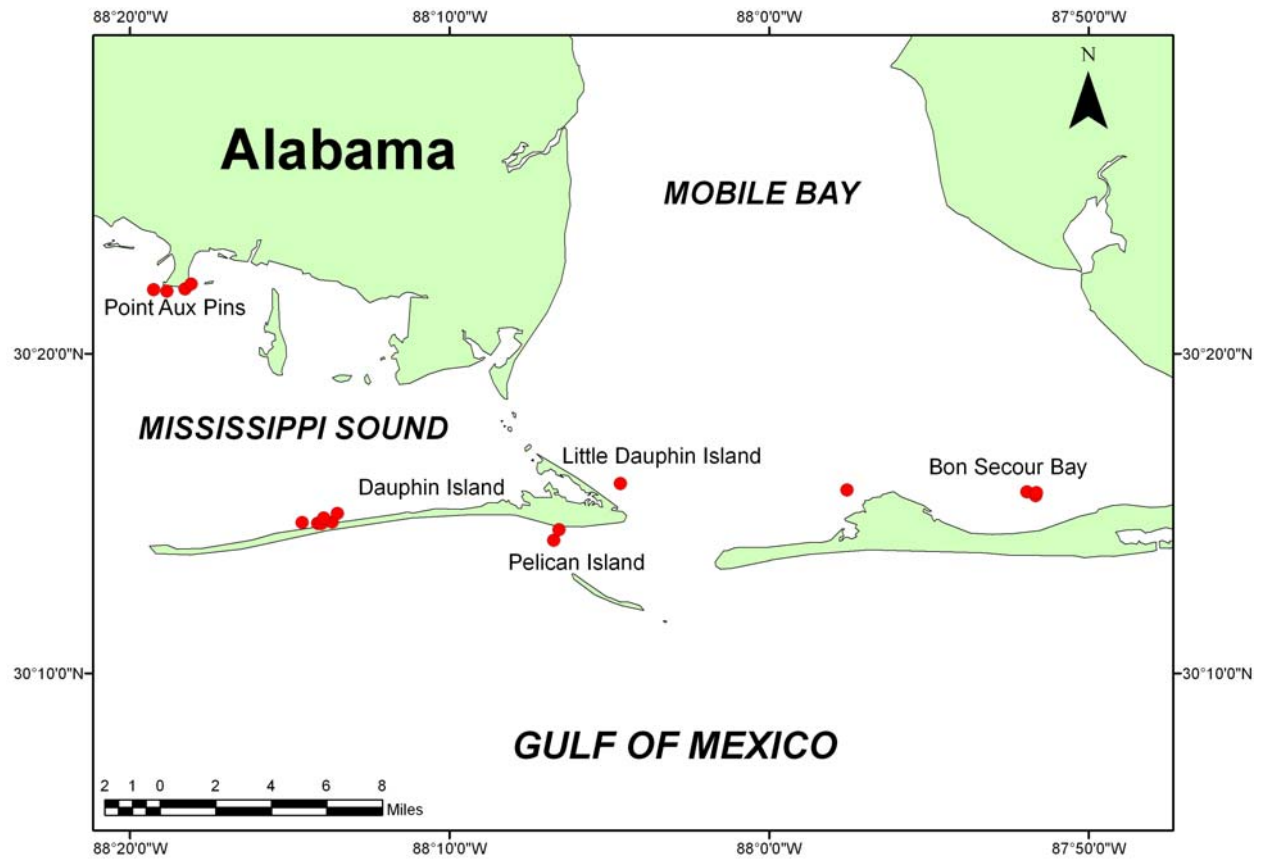 88°20'0"W 88°10'0"W 88°0'0"W 87°50'0"W
N
Alabama
MOBILE BAY
Point Aux Pins
30°20'0"N 30°20'0"N
MISSISSIPPI SOUND
Little Dauphin Island
Bon Secour Bay
Dauphin Island
Pelican Island
30°10'0"N 30°10'0"N
GULF OF MEXICO
2 1 0 2 4 6 8
Miles
88°20'0"W 88°10'0"W 88°0'0"W 87°50'0"W